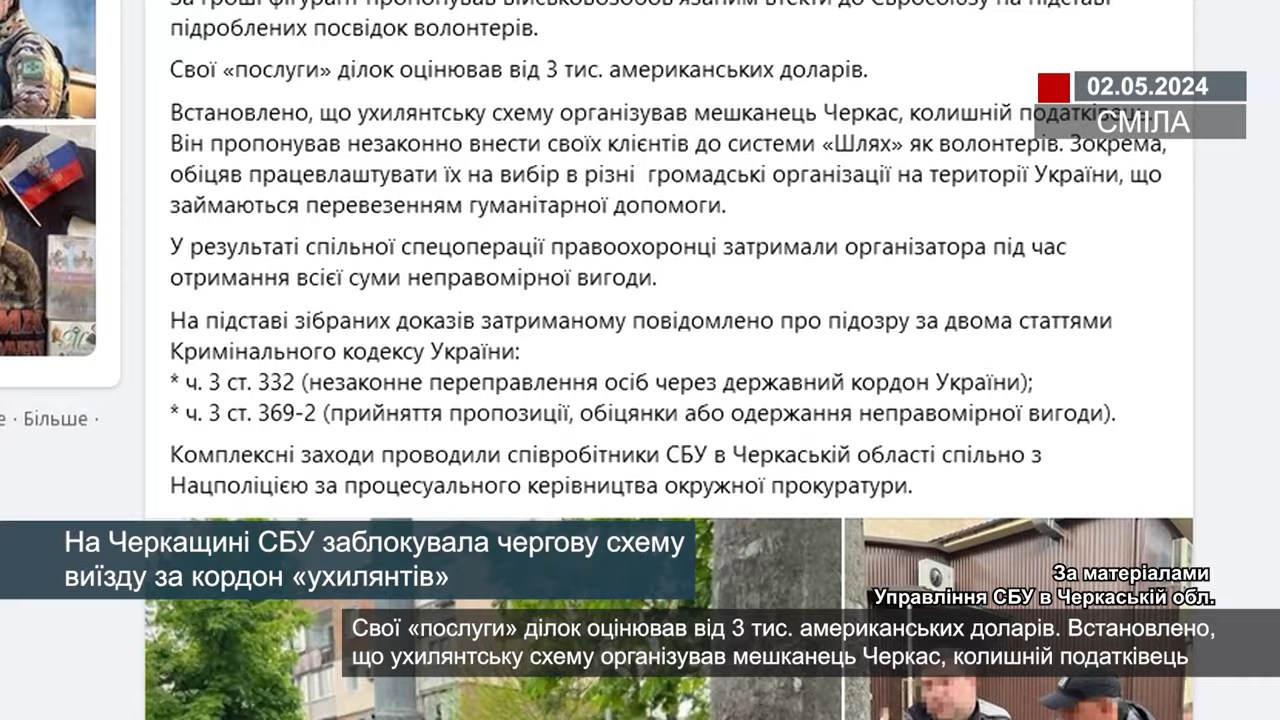 підроблених посвідок волонтерів.
Свої «послуги» ділок оцінював від 3 тис. американських доларів.
02.05.2024
СМІЛА
Встановлено, що ухилянтську схему організував мешканець Черкас, колишній податківець.
Він пропонував незаконно внести своїх клієнтів до системи «Шлях» як волонтерів. Зокрема,
обіцяв працевлаштувати їх на вибір в різні громадські організації на території України, що
займаються перевезенням гуманітарної допомоги.
У результаті спільної спецоперації правоохоронці затримали організатора під час
отримання всієї суми неправомірної вигоди.
На підставі зібраних доказів затриманому повідомлено про підозру за двома статтями
Кримінального кодексу України:
* ч. 3 ст. 332 (незаконне переправлення осіб через державний кордон України);
* ч. 3 ст. 369-2 (прийняття пропозиції, обіцянки або одержання неправомірної вигоди).
· Більше ·
Комплексні заходи проводили співробітники СБУ в Черкаській області спільно з
Нацполіцією за процесуального керівництва окружної прокуратури.
На Черкащині СБУ заблокувала чергову схему
виїзду за кордон «ухилянтів»
За матеріалами
Управління СБУ в Черкаській обл.
Свої «послуги» ділок оцінював від 3 тис. американських доларів. Встановлено,
що ухилянтську схему організував мешканець Черкас, колишній податківець